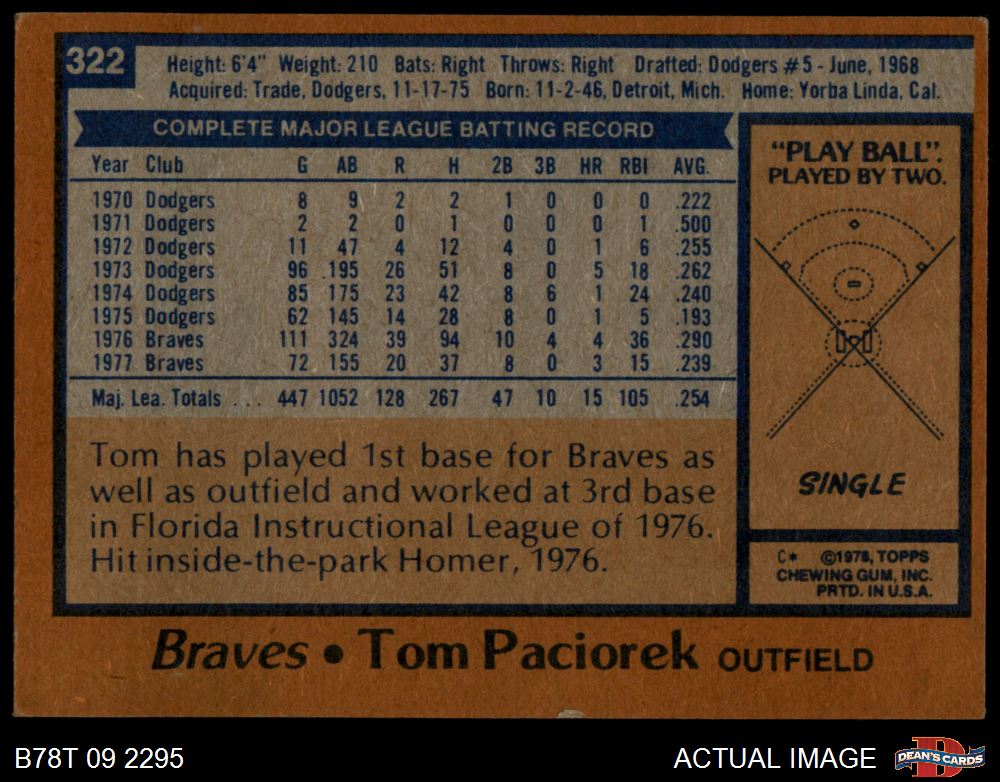 322
Height: 6'4" Weight: 210 Bats: Right Throws: Right Drafted: Dodgers #5 - June, 1968
Acquired: Trade, Dodgers, 11-17-75 Born: 11-2-46, Detroit, Mich. Home: Yorba Linda, Cal.
COMPLETE MAJOR LEAGUE BATTING RECORD
Year Club G AB R H 2B 3B HR RBI AVG.
1970 Dodgers 8 9 2 2 1 0 0 0 .222
1971 Dodgers 2 2 0 1 0 0 0 1 .500
1972 Dodgers 11 47 4 12 4 0 1 6 .255
1973 Dodgers 96 .195 26 51 8 0 5 18 .262
1974 Dodgers 85 175 23 42 8 6 1 24 .240
1975 Dodgers 62 145 14 28 8 0 1 5 .193
1976 Braves 111 324 39 94 10 4 4 36 .290
1977 Braves 72 155 20 37 8 0 3 15 .239
Maj. Lea. Totals . . . 447 1052 128 267 47 10 15 105 .254
Tom has played 1st base for Braves as
well as outfield and worked at 3rd base
in Florida Instructional League of 1976.
Hit inside-the-park Homer, 1976.
"PLAY BALL".
PLAYED BY TWO.
SINGLE
C* ©1978, TOPPS
CHEWING GUM, INC.
PRTD. IN U.S.A.
Braves • Tom Paciorek OUTFIELD
B78T 09 2295
ACTUAL IMAGE
D
DEAN'S CARDS